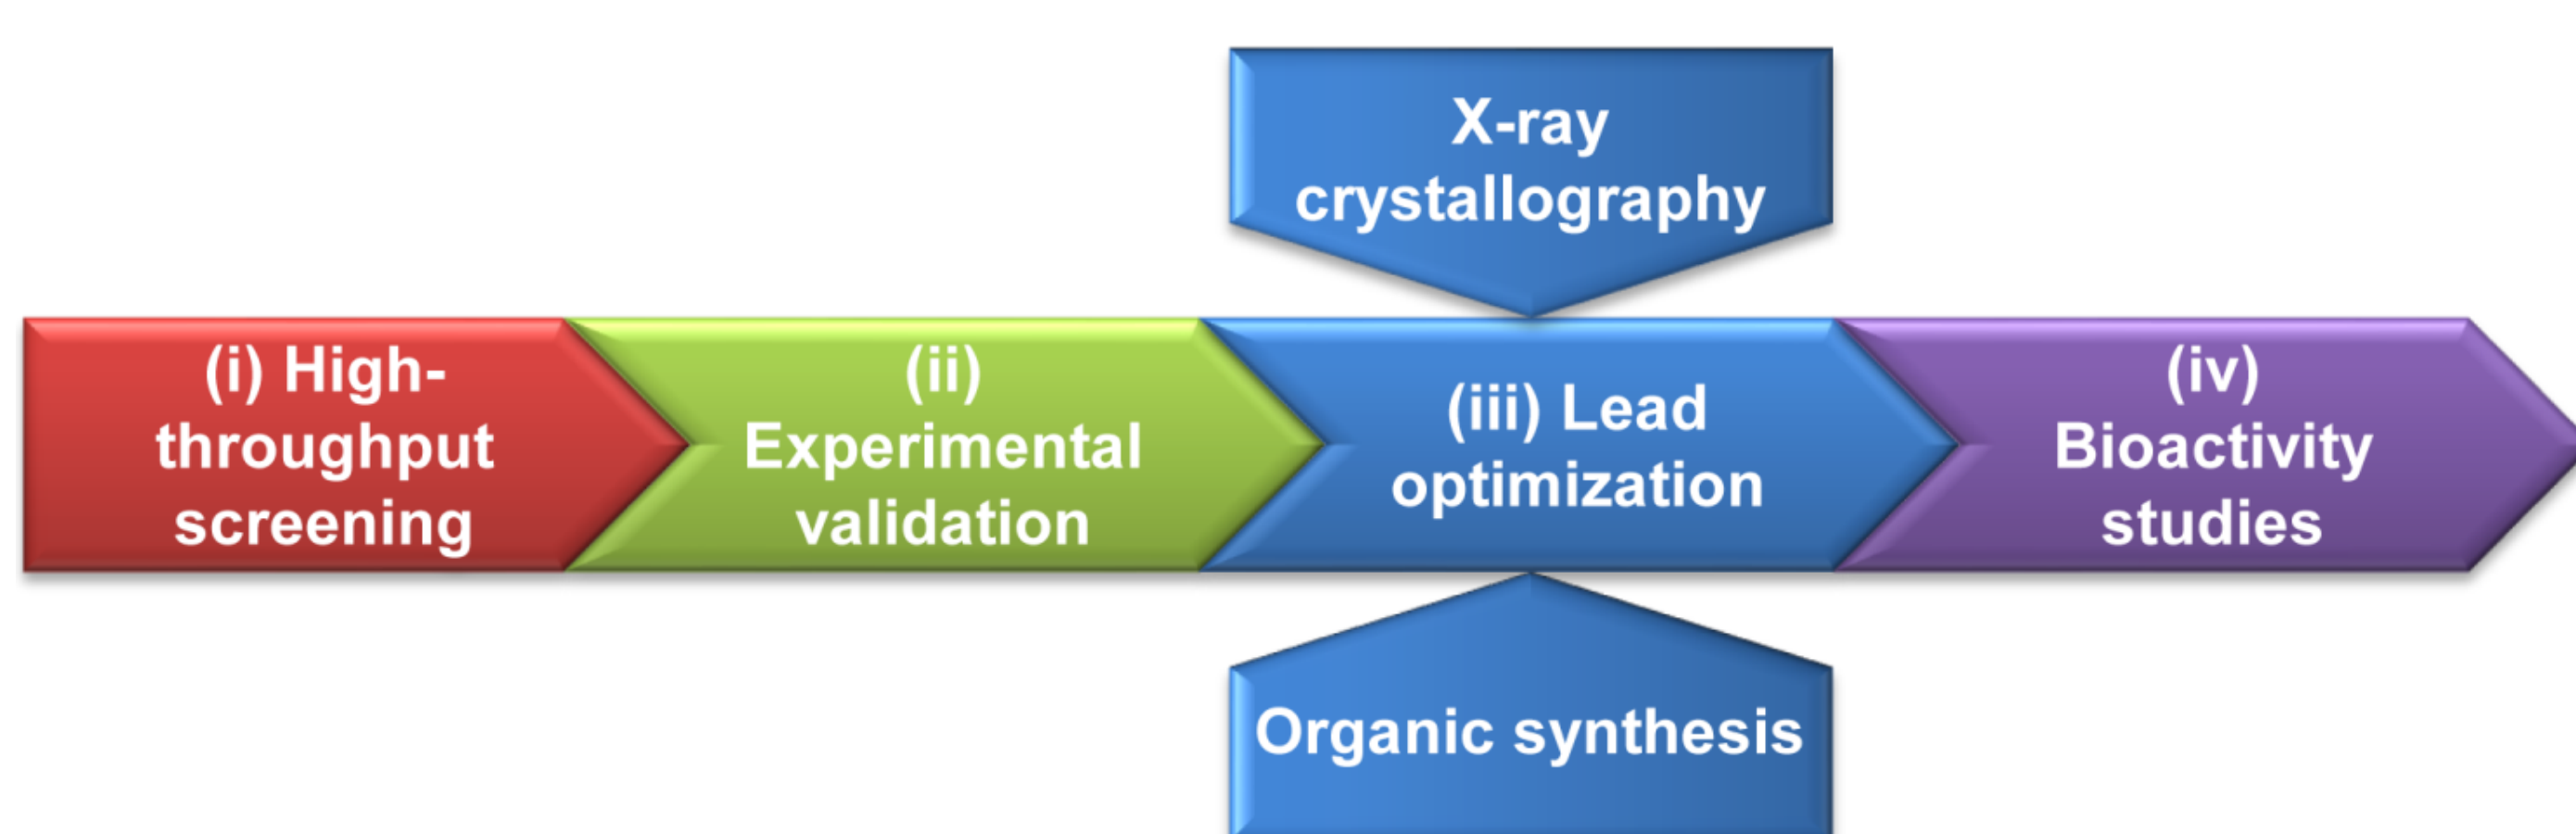 X-ray
crystallography
(i) High-
throughput
screening
(ii)
Experimental
validation
(iii) Lead
optimization
(iv)
Bioactivity
studies
Organic synthesis